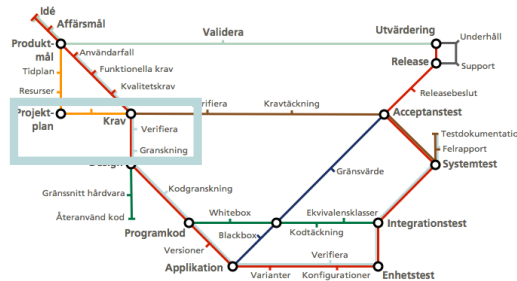 Idé
Affärsmål
Validera
Utvärdering
Underhåll
Produkt-
mål
Användarfall
Release
Support
Tidplan
Funktionella krav
Resurser
Kvalitetskrav
Releasebeslut
Projekt-
plan
Krav
Verifiera
Kravtäckning
Acceptanstest
Verifiera
Testdokumentation
Granskning
Felrapport
Design
Systemtest
Gränsvärde
Gränssnitt hårdvara
Kodgranskning
Återanvänd kod
Whitebox
Ekvivalensklasser
Programkod
Blackbox
Kodtäckning
Integrationstest
Versioner
Verifiera
Applikation
Varianter
Konfigurationer
Enhetstest